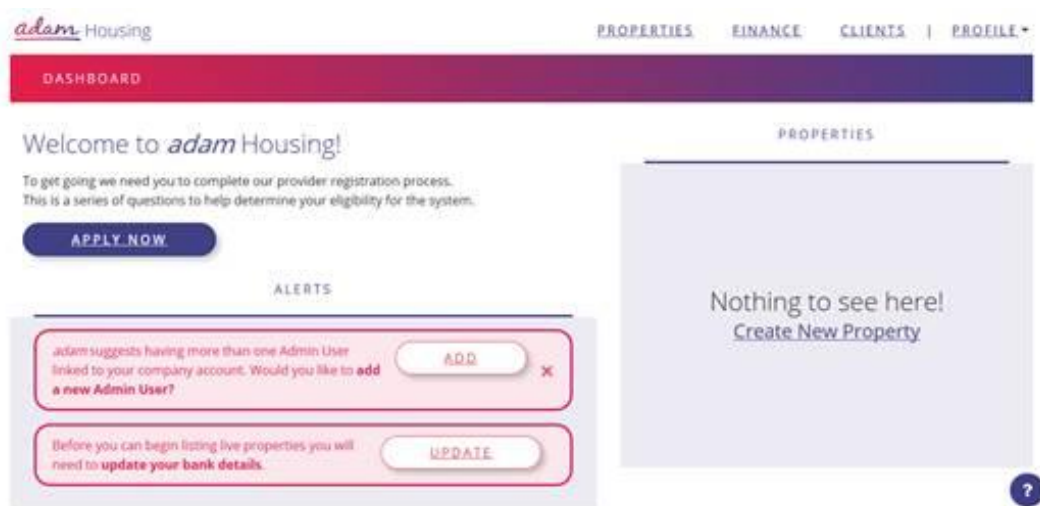 adam Housing
PROPERTIES FINANCE CLIENTS | PROFILE
DASHBOARD
Welcome to adam Housing!
To get going we need you to complete our provider registration process.
This is a series of questions to help determine your eligibility for the system.
APPLY NOW
ALERTS
adam suggests having more than one Admin User
linked to your company account. Would you like to add
a new Admin User?
ADD
×
Before you can begin listing live properties you will
need to update your bank details.
UPDATE
PROPERTIES
Nothing to see here!
Create New Property
?